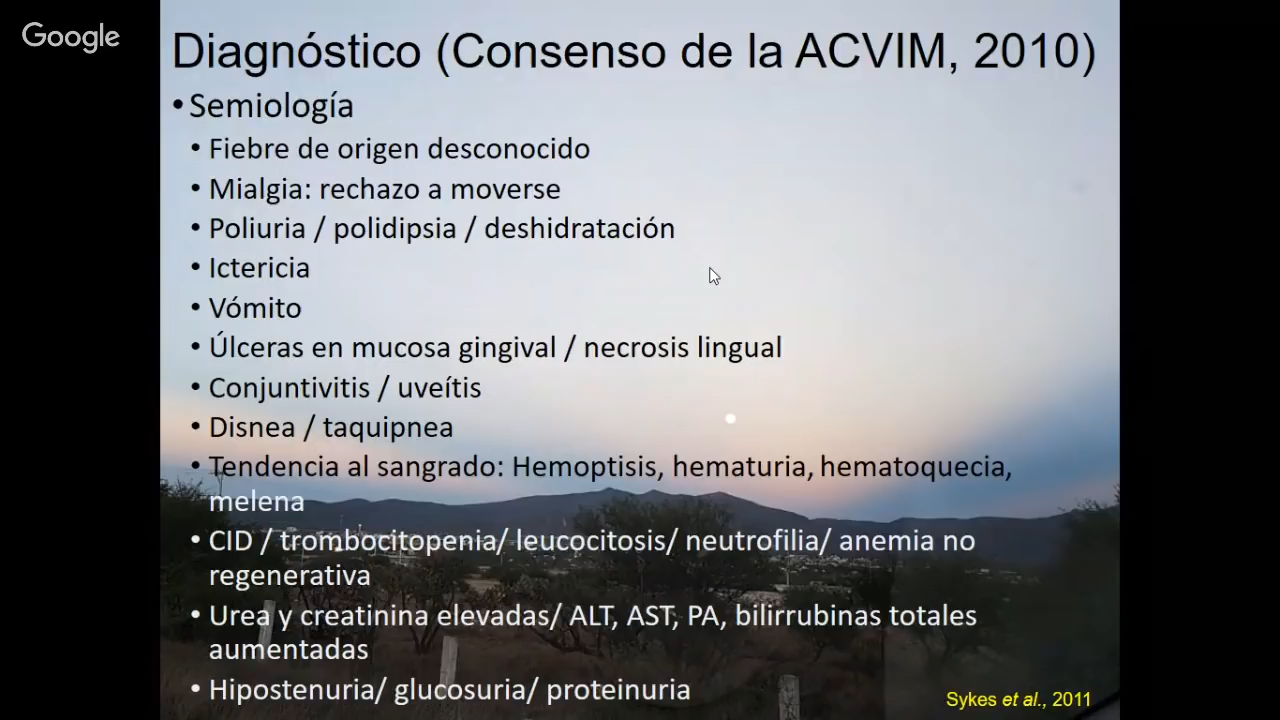 Google
Diagnóstico (Consenso de la ACVIM, 2010)
• Semiología
• Fiebre de origen desconocido
• Mialgia: rechazo a moverse
• Poliuria / polidipsia / deshidratación
• Ictericia
• Vómito
• Úlceras en mucosa gingival / necrosis lingual
• Conjuntivitis / uveítis
• Disnea / taquipnea
• Tendencia al sangrado: Hemoptisis, hematuria, hematoquecia,
melena
• CID / trombocitopenia/ leucocitosis/ neutrofilia/ anemia no
regenerativa
• Urea y creatinina elevadas/ ALT, AST, PA, bilirrubinas totales
aumentadas
• Hipostenuria/ glucosuria/ proteinuria
Sykes et al., 2011